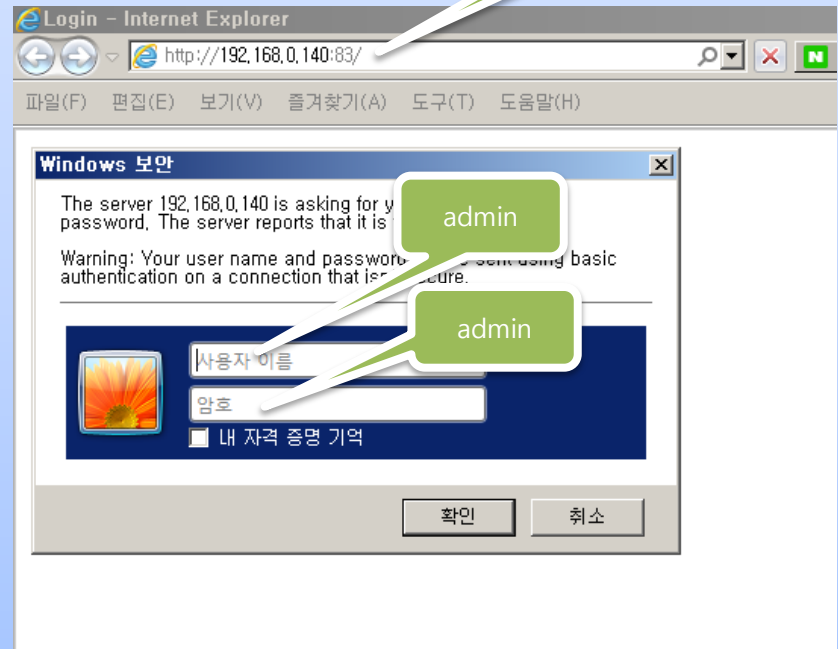 Login - Internet Explorer
http://192.168.0.140:83/
N
파일(F) 편집(E) 보기(V) 즐겨찾기(A) 도구(T) 도움말(H)
Windows 보안
The server 192.168.0.140 is asking for y
password. The server reports that it is
admin
Warning: Your user name and password sent using basic
authentication on a connection that isn' secure.
admin
사용자 이름
암호
내 자격 증명 기억
확인 취소